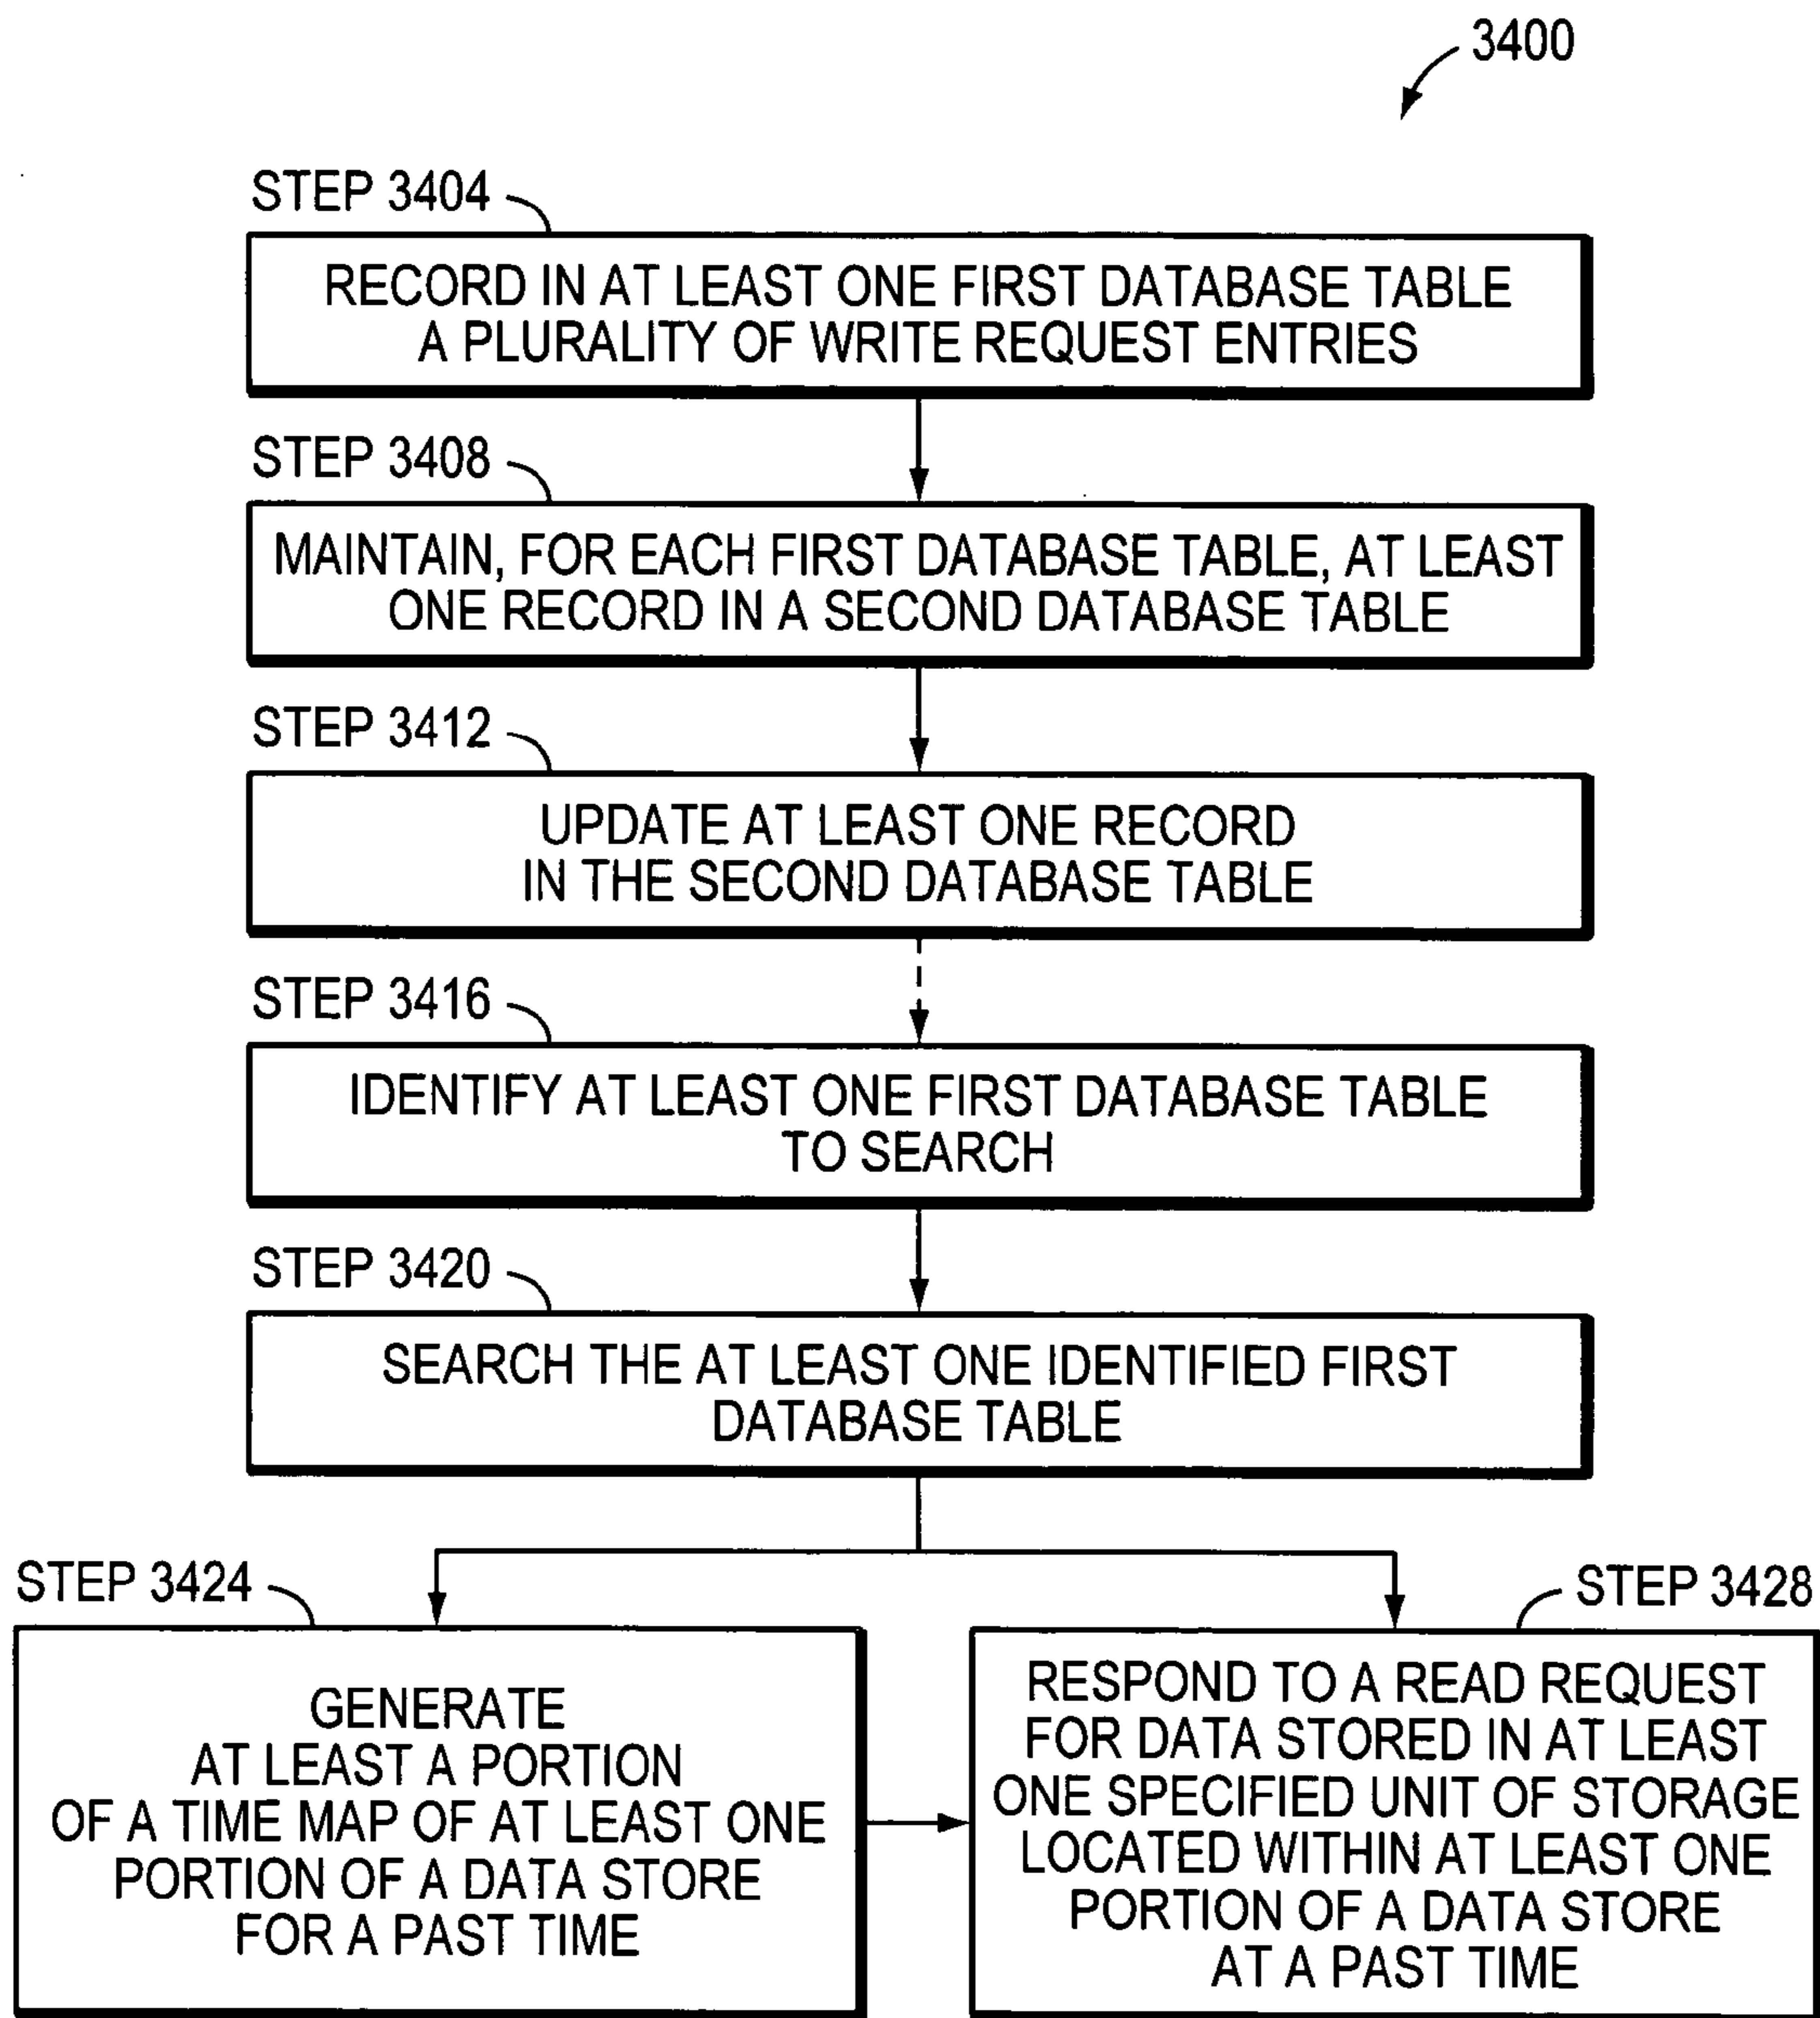 3400
STEP 3404
RECORD IN AT LEAST ONE FIRST DATABASE TABLE
A PLURALITY OF WRITE REQUEST ENTRIES
STEP 3408
MAINTAIN, FOR EACH FIRST DATABASE TABLE, AT LEAST
ONE RECORD IN A SECOND DATABASE TABLE
STEP 3412
UPDATE AT LEAST ONE RECORD
IN THE SECOND DATABASE TABLE
STEP 3416
IDENTIFY AT LEAST ONE FIRST DATABASE TABLE
TO SEARCH
STEP 3420
SEARCH THE AT LEAST ONE IDENTIFIED FIRST
DATABASE TABLE
STEP 3424
GENERATE
AT LEAST A PORTION
OF A TIME MAP OF AT LEAST ONE
PORTION OF A DATA STORE
FOR A PAST TIME
STEP 3428
RESPOND TO A READ REQUEST
FOR DATA STORED IN AT LEAST
ONE SPECIFIED UNIT OF STORAGE
LOCATED WITHIN AT LEAST ONE
PORTION OF A DATA STORE
AT A PAST TIME